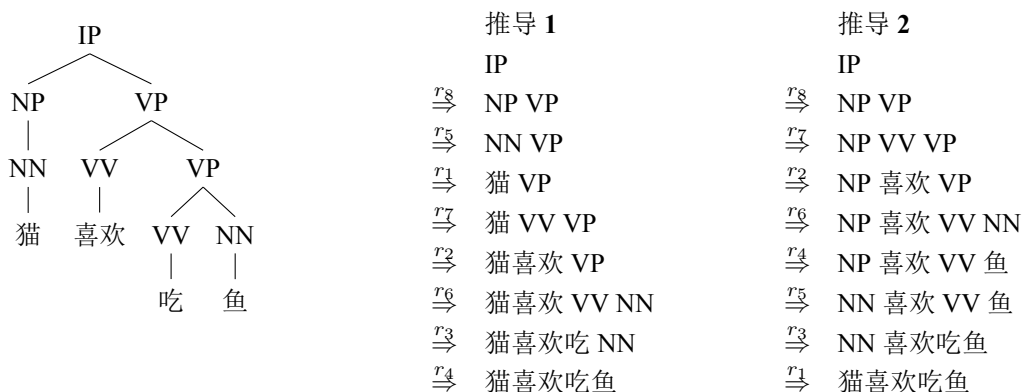 IP
NP VP
NN VV VP
猫 喜欢 VV NN
吃 鱼
推导 1
IP
r8⇒ NP VP
r5⇒ NN VP
r1⇒ 猫 VP
r7⇒ 猫 VV VP
r2⇒ 猫喜欢 VP
r6⇒ 猫喜欢 VV NN
r3⇒ 猫喜欢吃 NN
r4⇒ 猫喜欢吃鱼
推导 2
IP
r8⇒ NP VP
r7⇒ NP VV VP
r2⇒ NP 喜欢 VP
r6⇒ NP 喜欢 VV NN
r4⇒ NP 喜欢 VV 鱼
r5⇒ NN 喜欢 VV 鱼
r3⇒ NN 喜欢吃鱼
r1⇒ 猫喜欢吃鱼